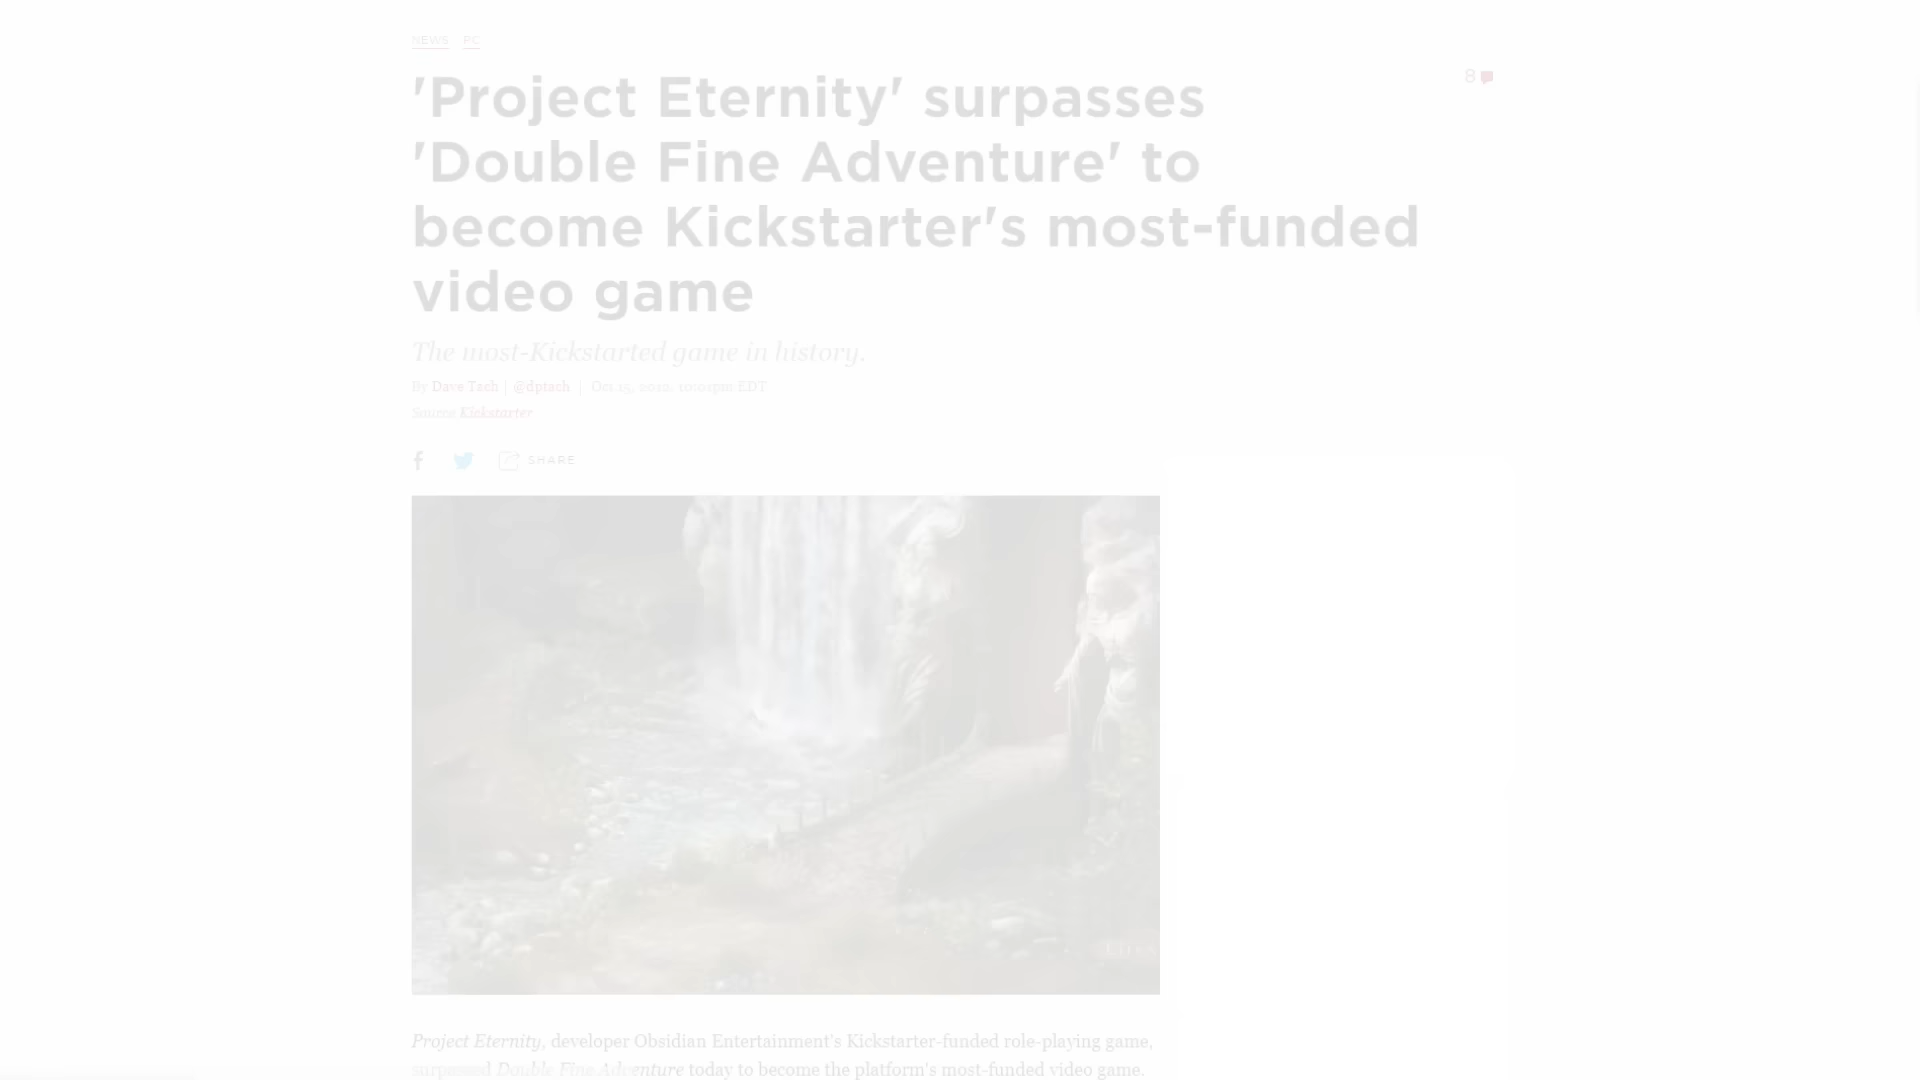 NEWS PC
'Project Eternity' surpasses
8
'Double Fine Adventure' to
become Kickstarter's most-funded
video game
The most-Kickstarted game in history.
By Dave Tach | @dptach | Oct 15, 2012, 10:01pm EDT
Source Kickstarter
SHARE
Project Eternity, developer Obsidian Entertainment's Kickstarter-funded role-playing game,
surpassed Double Fine Adventure today to become the platform's most-funded video game.